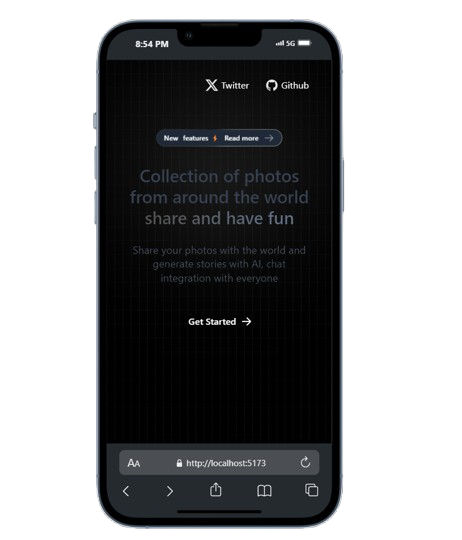 8:54 PM 5G
Twitter Github
New features Read more
Collection of photos
from around the world
share and have fun
Share your photos with the world and
generate stories with AI, chat
integration with everyone
Get Started
AA http://localhost:5173